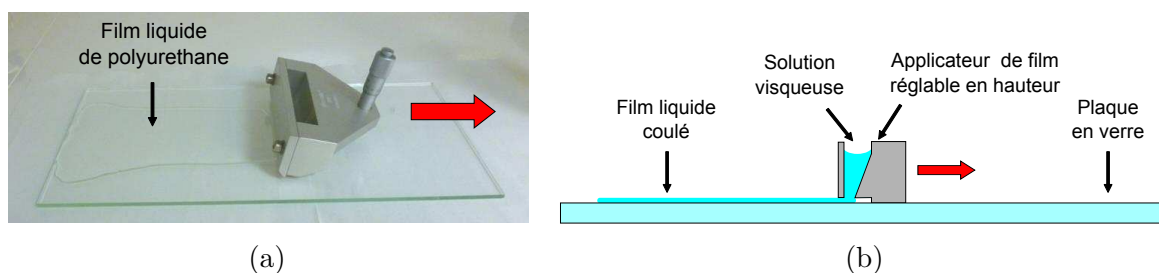 Film liquide
de polyurethane
Solution
visqueuse
Applicateur de film
réglable en hauteur
Film liquide
coulé
Plaque
en verre
(a)
(b)